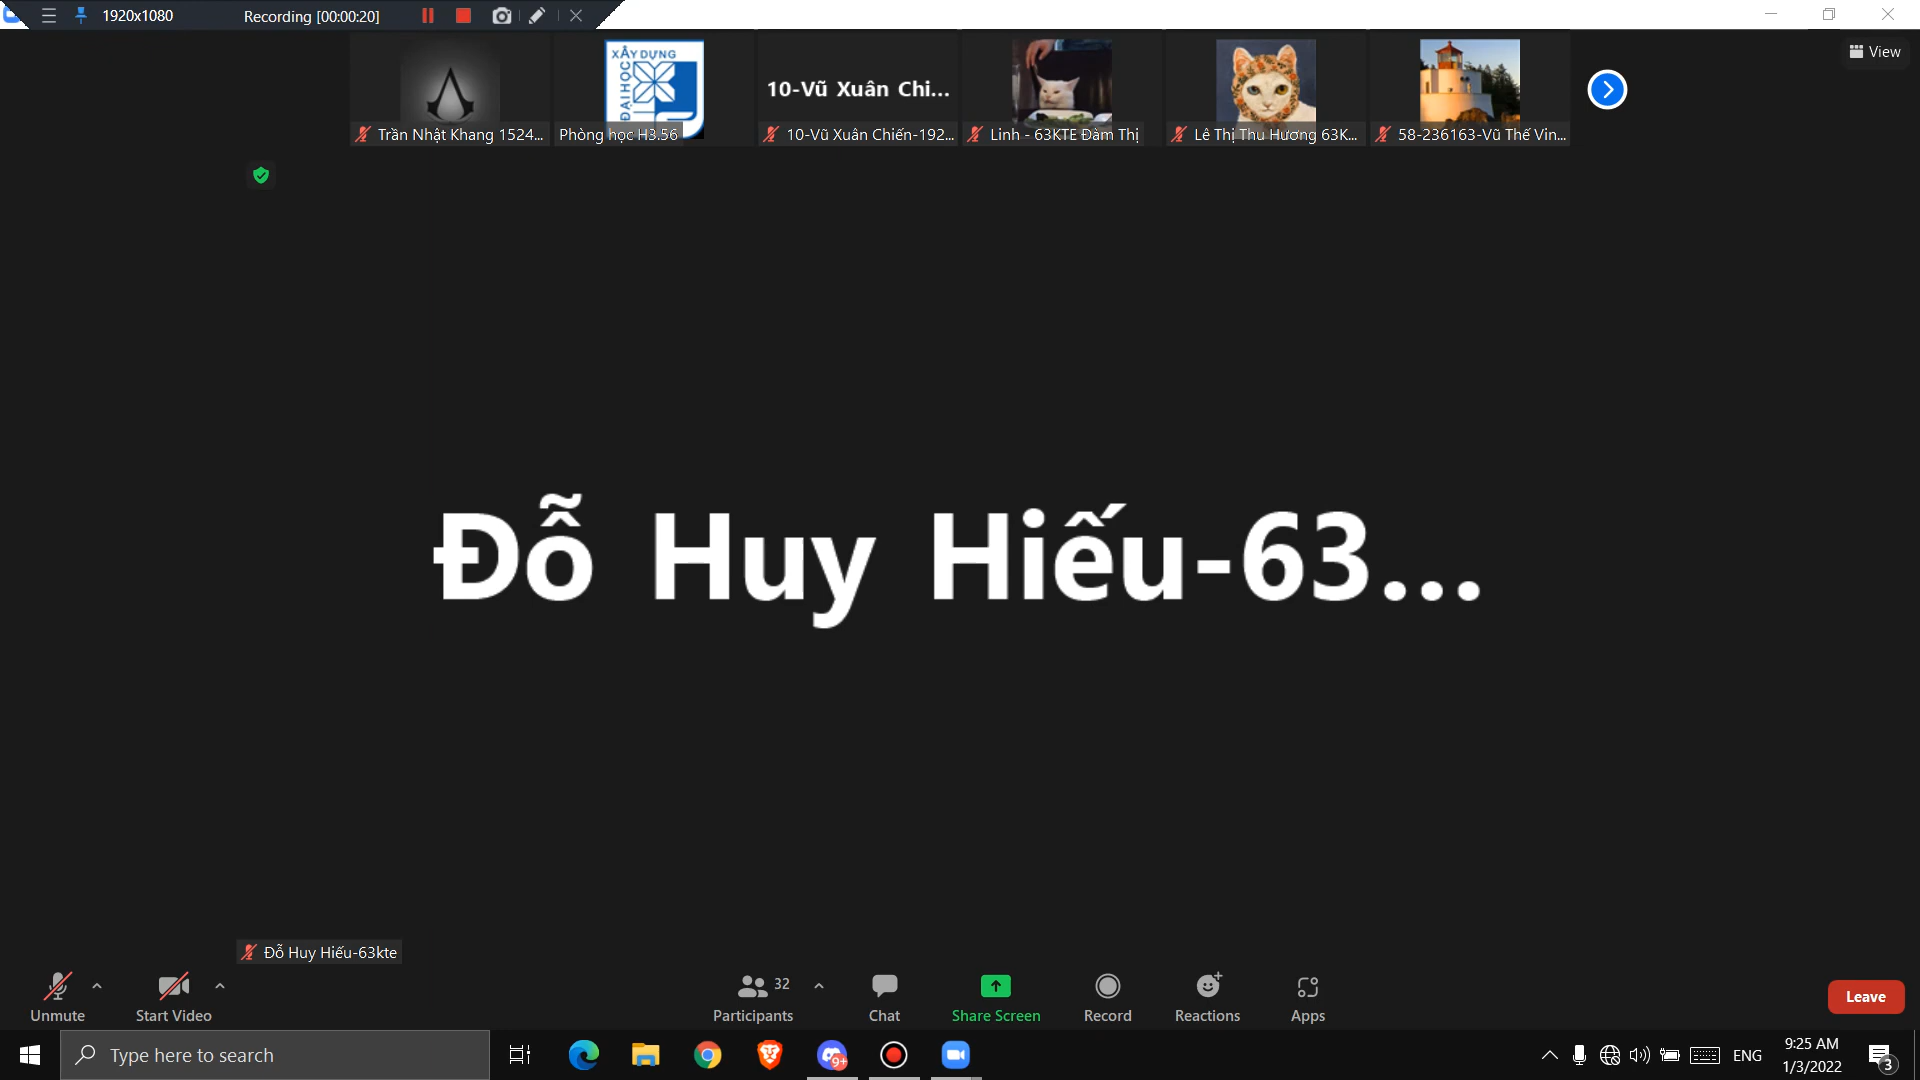 1920x1080
Recording [00:00:20]
View
XÂY DỰNG
ĐẠI HỌC
10-Vũ Xuân Chi...
Trần Nhật Khang 1524...
Phòng học H3.56
10-Vũ Xuân Chiến-192...
Linh - 63KTE Đàm Thị
Lê Thị Thu Hương 63K...
58-236163-Vũ Thế Vin...
Đỗ Huy Hiếu-63...
Đỗ Huy Hiếu-63kte
Unmute
Start Video
32
Participants
Chat
Share Screen
Record
Reactions
Apps
Leave
Type here to search
9+
ENG
9:25 AM
1/3/2022
3